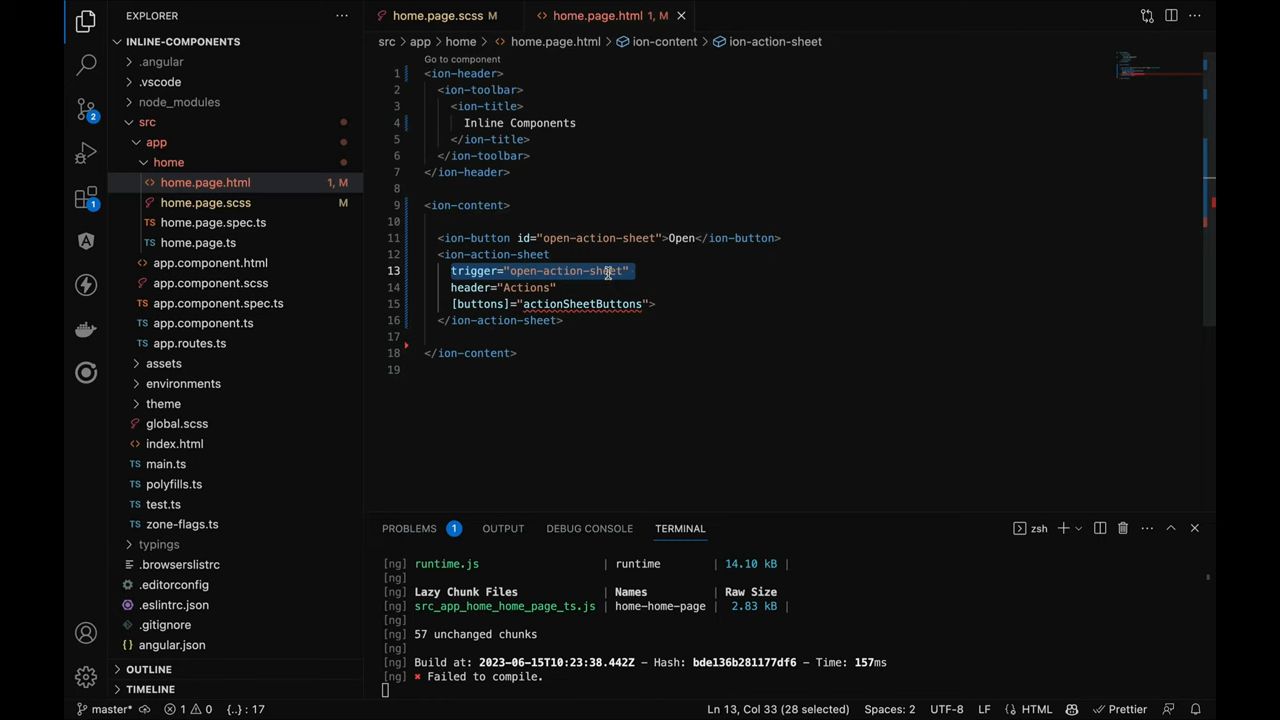 EXPLORER
home.page.scss M
home.page.html 1, M
INLINE-COMPONENTS
src > app > home > home.page.html > ion-content > ion-action-sheet
.angular
.vscode
node_modules
src
app
home
home.page.html 1, M
home.page.scss M
home.page.spec.ts
home.page.ts
app.component.html
app.component.scss
app.component.spec.ts
app.component.ts
app.routes.ts
assets
environments
theme
global.scss
index.html
main.ts
polyfills.ts
test.ts
zone-flags.ts
typings
.browserslistrc
.editorconfig
.eslintrc.json
.gitignore
angular.json
OUTLINE
TIMELINE
2
1
Go to component
1 <ion-header>
2 <ion-toolbar>
3 <ion-title>
4 Inline Components
5 </ion-title>
6 </ion-toolbar>
7 </ion-header>
8
9 <ion-content>
10
11 <ion-button id="open-action-sheet">Open</ion-button>
12 <ion-action-sheet
13 trigger="open-action-sheet"
14 header="Actions"
15 [buttons]="actionSheetButtons">
16 </ion-action-sheet>
17
18 </ion-content>
19
PROBLEMS 1 OUTPUT DEBUG CONSOLE TERMINAL zsh
[ng] runtime.js | runtime | 14.10 kB |
[ng]
[ng] Lazy Chunk Files | Names | Raw Size
[ng] src_app_home_home_page_ts.js | home-home-page | 2.83 kB |
[ng]
[ng] 57 unchanged chunks
[ng]
[ng] Build at: 2023-06-15T10:23:38.442Z - Hash: bde136b281177df6 - Time: 157ms
[ng] ✖ Failed to compile.
master* 1 0 {..} : 17 Ln 13, Col 33 (28 selected) Spaces: 2 UTF-8 LF HTML Prettier